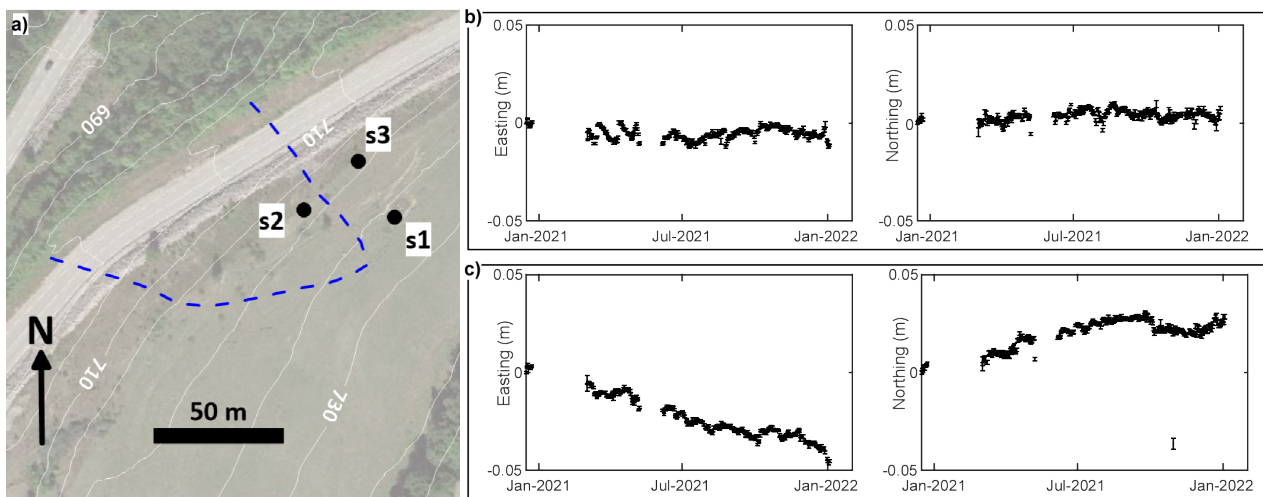 a)
690
710
s3
s2
s1
N
710
730
50 m
b)
0.05
0
-0.05
Easting (m)
Jan-2021
Jul-2021
Jan-2022
0.05
0
-0.05
Northing (m)
Jan-2021
Jul-2021
Jan-2022
c)
0.05
0
-0.05
Easting (m)
Jan-2021
Jul-2021
Jan-2022
0.05
0
-0.05
Northing (m)
Jan-2021
Jul-2021
Jan-2022